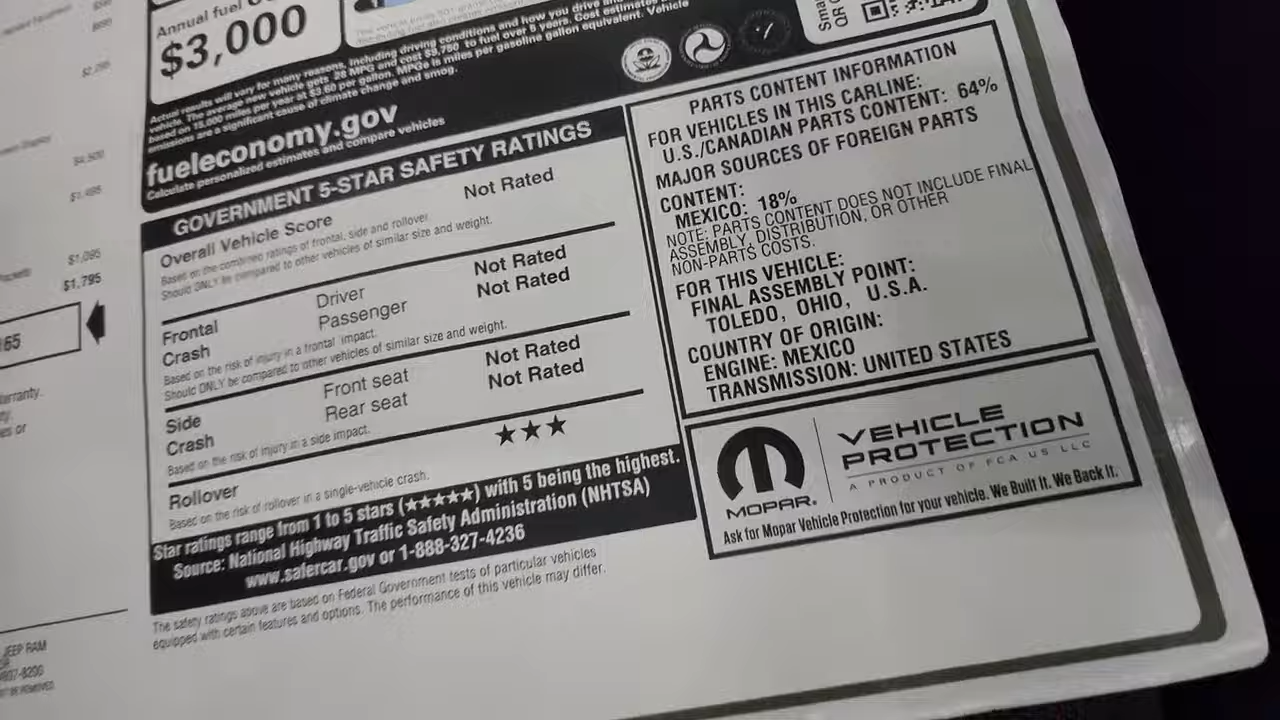 $2,795
$4,500
$1,495
$1,095
$1,795
165
JEEP RAM
Annual fuel
$3,000
Actual results will vary for many reasons, including driving conditions and how you drive and
vehicle. The average new vehicle gets 28 MPG and cost $9,750 to fuel over 5 years. Cost estimates
based on 15,000 miles per year at $3.60 per gallon. MPGe is miles per gasoline gallon equivalent. Vehicle
emissions are a significant cause of climate change and smog.
fueleconomy.gov
Calculate personalized estimates and compare vehicles
GOVERNMENT 5-STAR SAFETY RATINGS
Overall Vehicle Score Not Rated
Based on the combined ratings of frontal, side and rollover.
Should ONLY be compared to other vehicles of similar size and weight.
Frontal Driver Not Rated
Crash Passenger Not Rated
Based on the risk of injury in a frontal impact.
Should ONLY be compared to other vehicles of similar size and weight.
Side Front seat Not Rated
Crash Rear seat Not Rated
Based on the risk of injury in a side impact.
Rollover ★★★
Based on the risk of rollover in a single-vehicle crash.
Star ratings range from 1 to 5 stars (★★★★★) with 5 being the highest.
Source: National Highway Traffic Safety Administration (NHTSA)
www.safercar.gov or 1-888-327-4236
The safety ratings above are based on Federal Government tests of particular vehicles
equipped with certain features and options. The performance of this vehicle may differ.
PARTS CONTENT INFORMATION
FOR VEHICLES IN THIS CARLINE:
U.S./CANADIAN PARTS CONTENT: 64%
MAJOR SOURCES OF FOREIGN PARTS
CONTENT:
MEXICO: 18%
NOTE: PARTS CONTENT DOES NOT INCLUDE FINAL
ASSEMBLY, DISTRIBUTION, OR OTHER
NON-PARTS COSTS.
FOR THIS VEHICLE:
FINAL ASSEMBLY POINT:
TOLEDO, OHIO, U.S.A.
COUNTRY OF ORIGIN:
ENGINE: MEXICO
TRANSMISSION: UNITED STATES
MOPAR®
VEHICLE
PROTECTION
A PRODUCT OF FCA US LLC
Ask for Mopar Vehicle Protection for your vehicle. We Built It. We Back It.